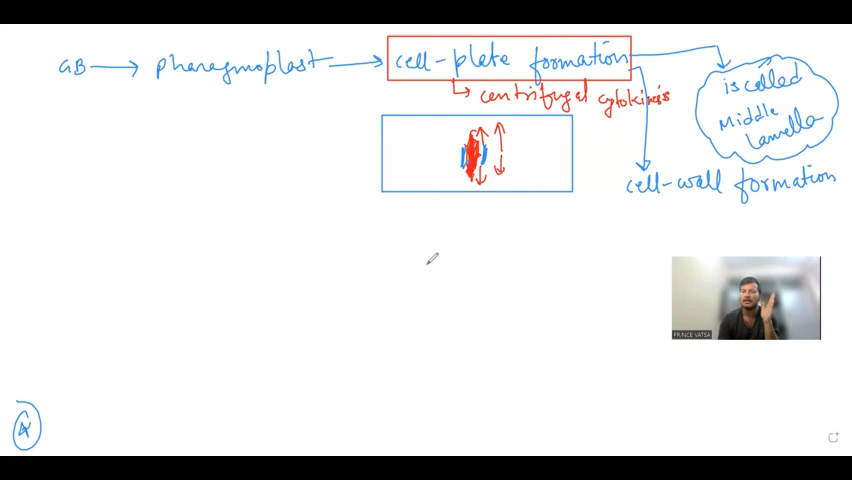 GB → pharagmoplast → cell-plate formation
↳ centrifugal cytokinesis
is called
Middle
Lamella
cell-wall formation
PRINCE VATSA